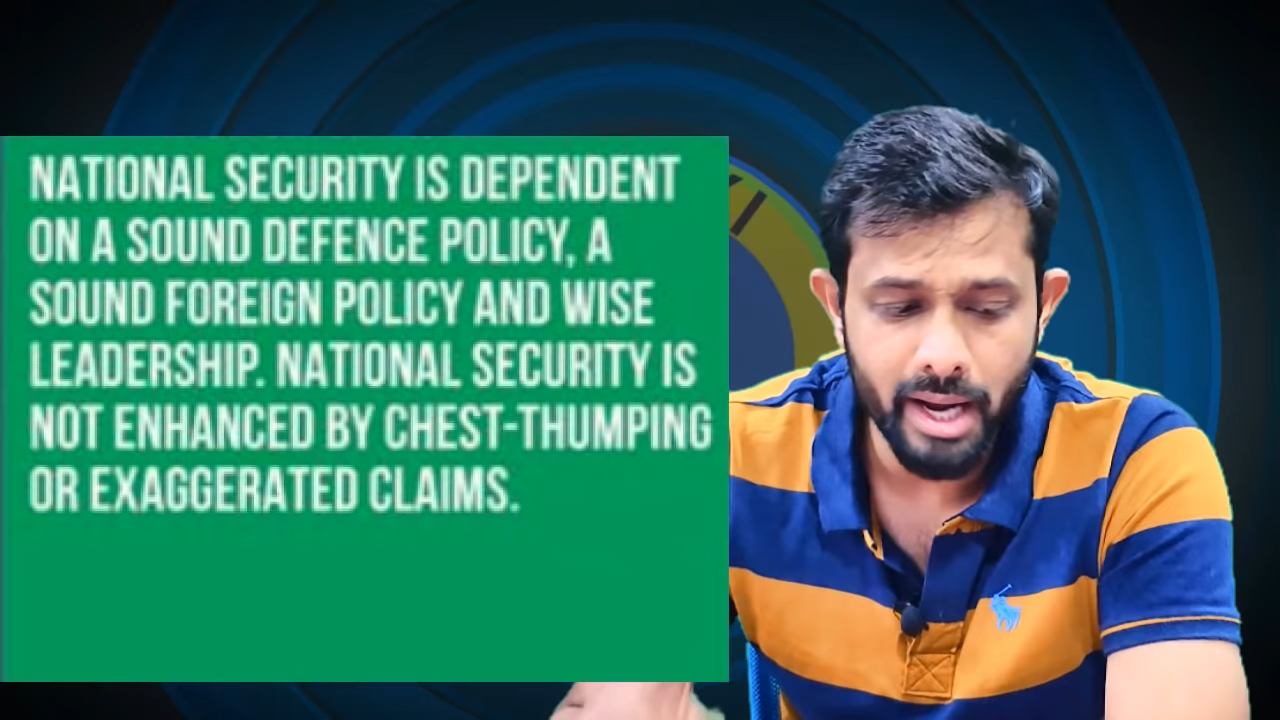 NATIONAL SECURITY IS DEPENDENT
ON A SOUND DEFENCE POLICY, A
SOUND FOREIGN POLICY AND WISE
LEADERSHIP. NATIONAL SECURITY IS
NOT ENHANCED BY CHEST-THUMPING
OR EXAGGERATED CLAIMS.